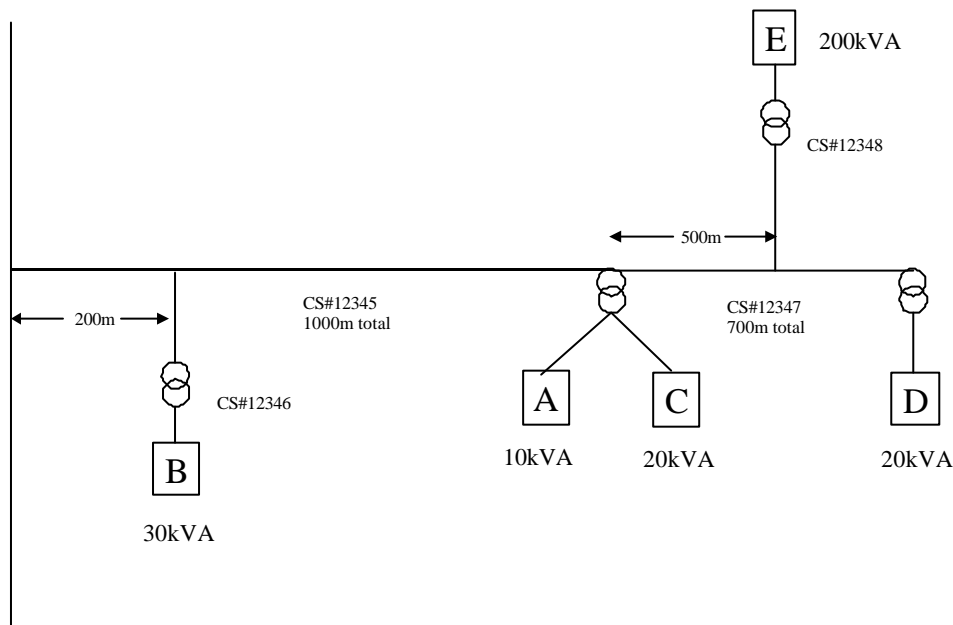 E
200kVA
CS#12348
500m
CS#12345
1000m total
CS#12347
700m total
200m
CS#12346
A
C
D
10kVA
20kVA
20kVA
B
30kVA